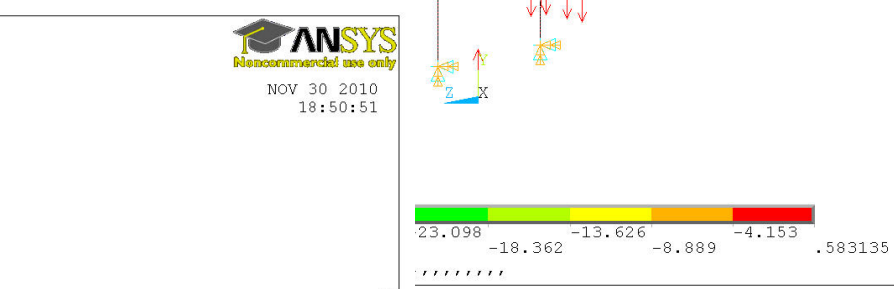 ANSYS
Noncommercial use only
NOV 30 2010
18:50:51
Y
Z X
-23.098 -13.626 -4.153
-18.362 -8.889 .583135
,,,,,,,,,